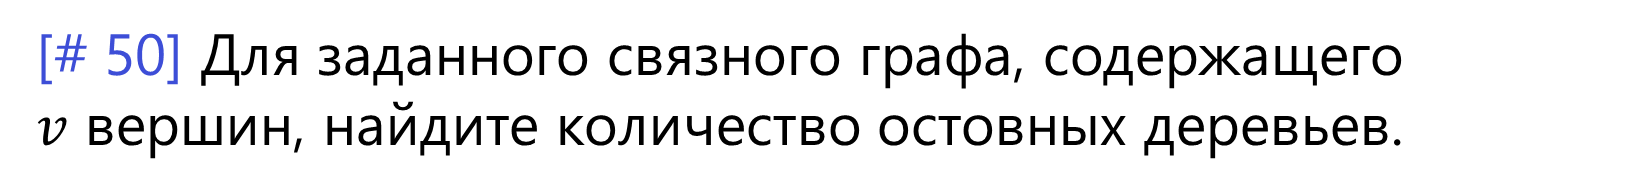 [# 50] Для заданного связного графа, содержащего
𝑣 вершин, найдите количество остовных деревьев.